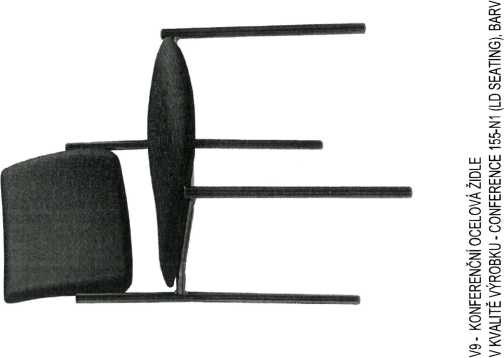 V9 - KONFERENČNÍ OCELOVÁ ŽIDLE
V KVALITĚ VÝROBKU - CONFERENCE 155-N1 (LD SEATING), BARV